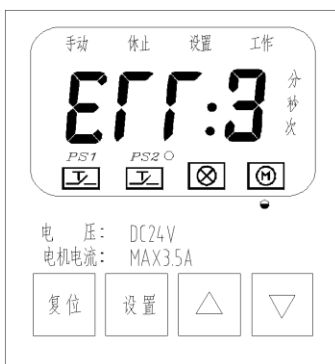 手动 休止 设置 工作
Err:3
分
秒
次
PS1 PS2
M
电 压: DC24V
电机电流: MAX3.5A
复位 设置